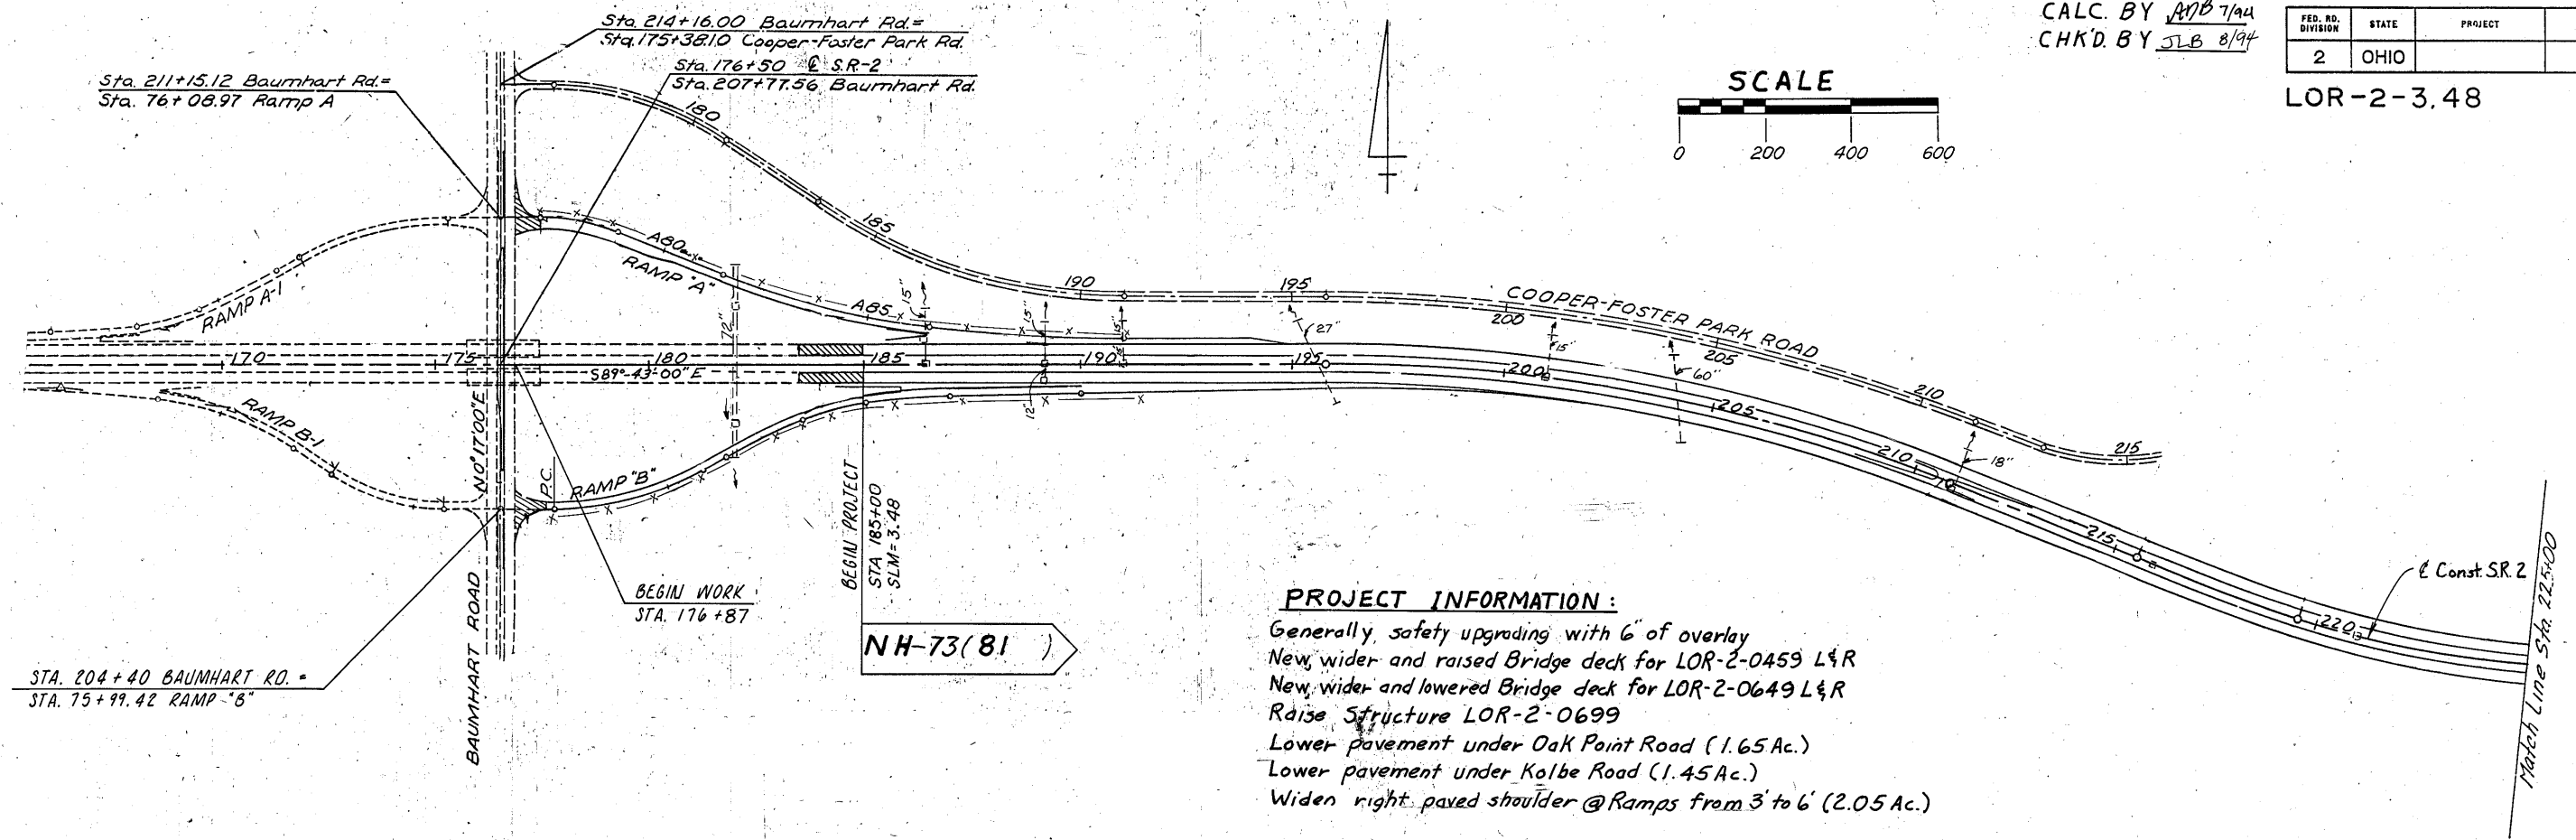 Sta. 214+16.00 Baumhart Rd.=
Sta. 175+38.10 Cooper-Foster Park Rd.
Sta. 176+50 ℄ S.R-2
Sta. 207+77.56 Baumhart Rd.
Sta. 211+15.12 Baumhart Rd.=
Sta. 76+08.97 Ramp A
CALC. BY 7/94
CHK'D. BY JLB 8/94
FED. RD. DIVISION STATE PROJECT
2 OHIO
LOR-2-3.48
SCALE
0 200 400 600
180
185
190
195
COOPER-FOSTER PARK ROAD
200
205
210
215
RAMP A-1
A80
RAMP "A"
A85
72"
15"
15"
15"
12"
27"
15"
60"
18"
170
175
180
185
190
195
200
205
210
215
220
S89°-43'-00"E
RAMP B-1
N0°17'00"E
P.C.
RAMP "B"
BAUMHART ROAD
BEGIN WORK
STA. 176+87
BEGIN PROJECT
STA 185+00
SLM=3.48
NH-73(81 )
STA. 204+40 BAUMHART RD. =
STA. 75+99.42 RAMP "B"
℄ Const. S.R. 2
Match Line Sta. 225+00
PROJECT INFORMATION :
Generally, safety upgrading with 6" of overlay
New, wider and raised Bridge deck for LOR-2-0459 L&R
New, wider and lowered Bridge deck for LOR-2-0649 L&R
Raise Structure LOR-2-0699
Lower pavement under Oak Point Road (1.65 Ac.)
Lower pavement under Kolbe Road (1.45 Ac.)
Widen right paved shoulder @ Ramps from 3' to 6' (2.05 Ac.)